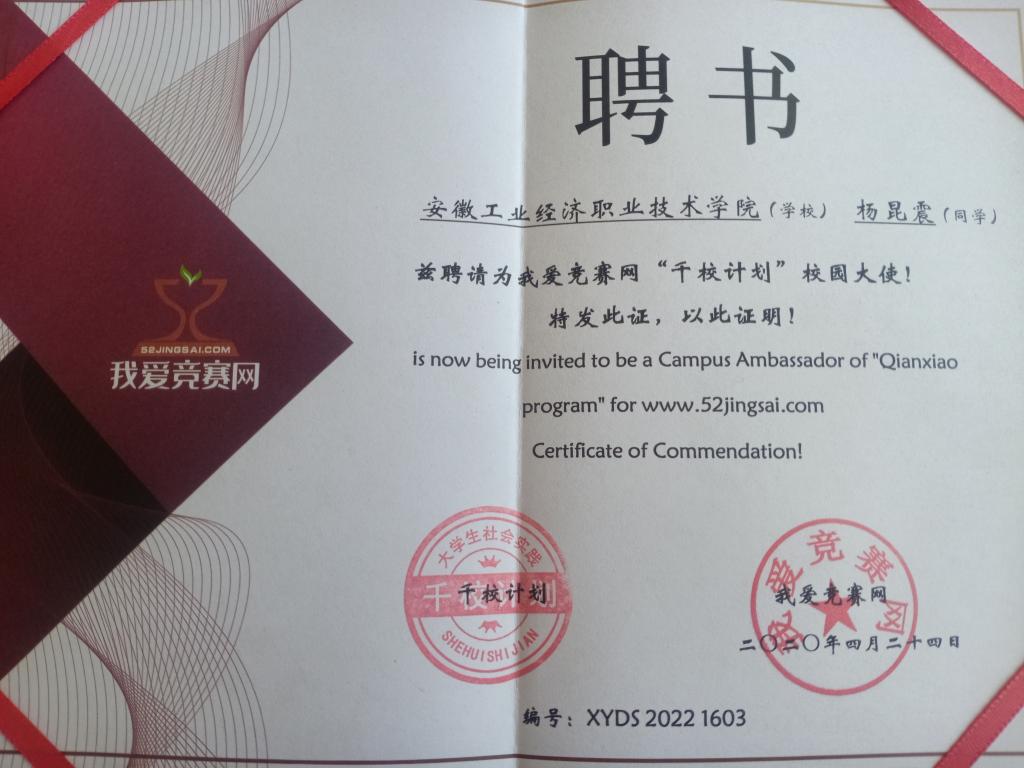 聘书
安徽工业经济职业技术学院(学校) 杨昆震(同学)
兹聘请为我爱竞赛网“千校计划”校园大使!
特发此证,以此证明!
is now being invited to be a Campus Ambassador of "Qianxiao
program" for www.52jingsai.com
Certificate of Commendation!
52JINGSAI.COM
我爱竞赛网
大学生社会实践
千校计划
千校计划
SHEHUISHIJIAN
我爱竞赛网
我爱竞赛网
二〇二〇年四月二十四日
编号:XYDS 2022 1603